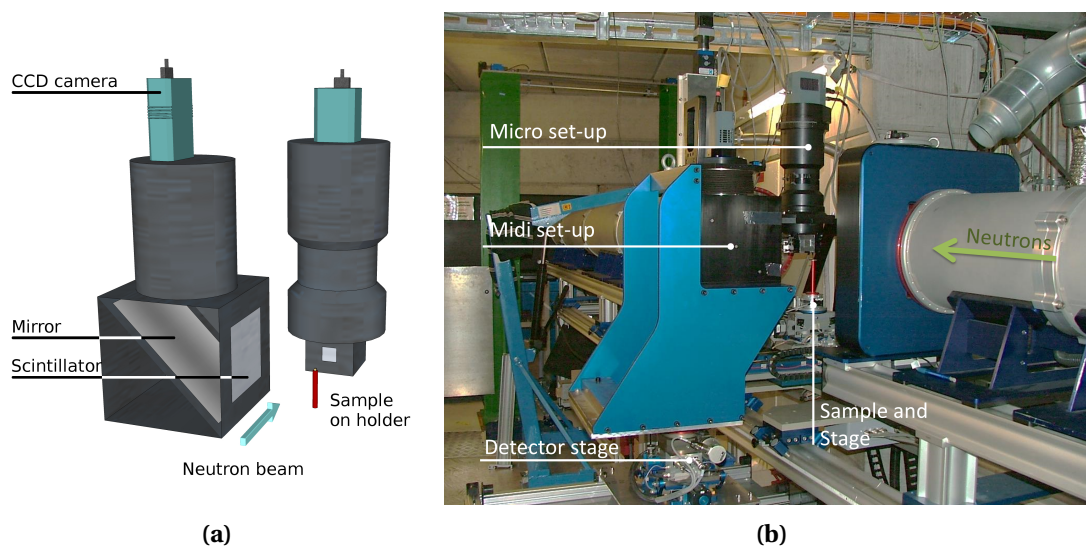 CCD camera
Mirror
Scintillator
Sample
on holder
Neutron beam
(a)
Micro set-up
Midi set-up
Neutrons
Sample and
Stage
Detector stage
(b)